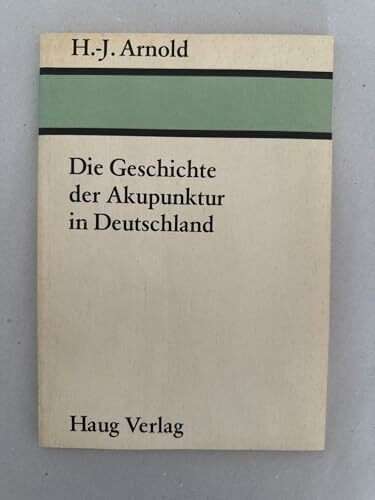 H.-J. Arnold
Die Geschichte
der Akupunktur
in Deutschland
Haug Verlag